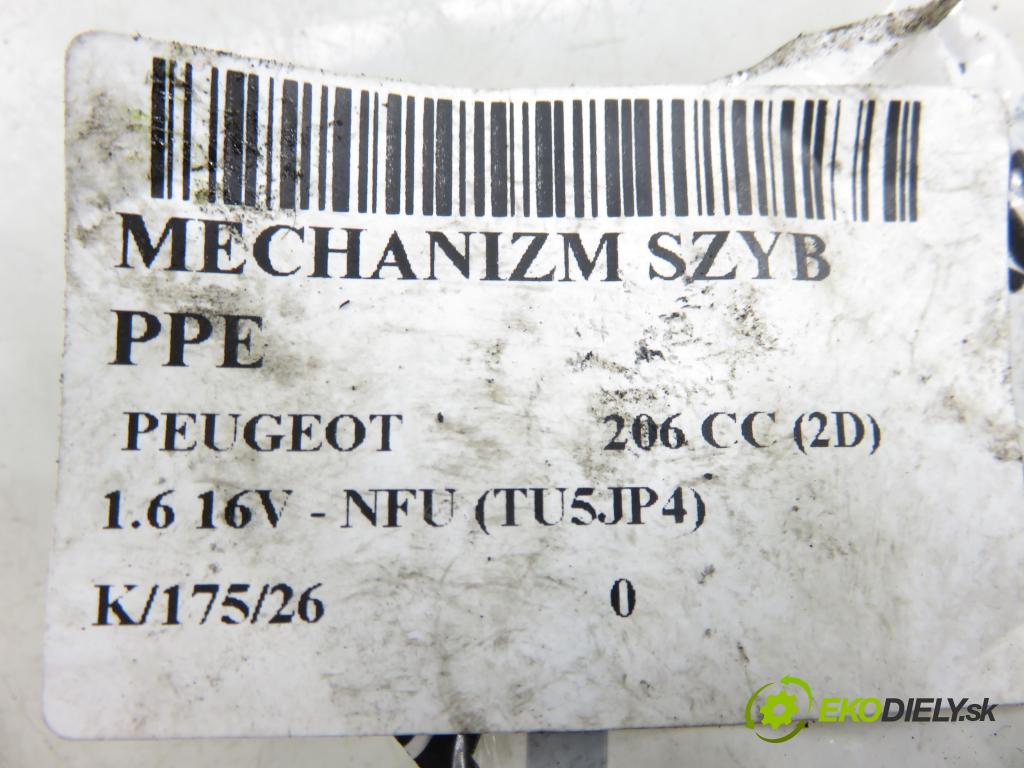 MECHANIZM SZYB
PPE
PEUGEOT 206 CC (2D)
1.6 16V - NFU (TU5JP4)
K/175/26 0
EKODIELY.sk